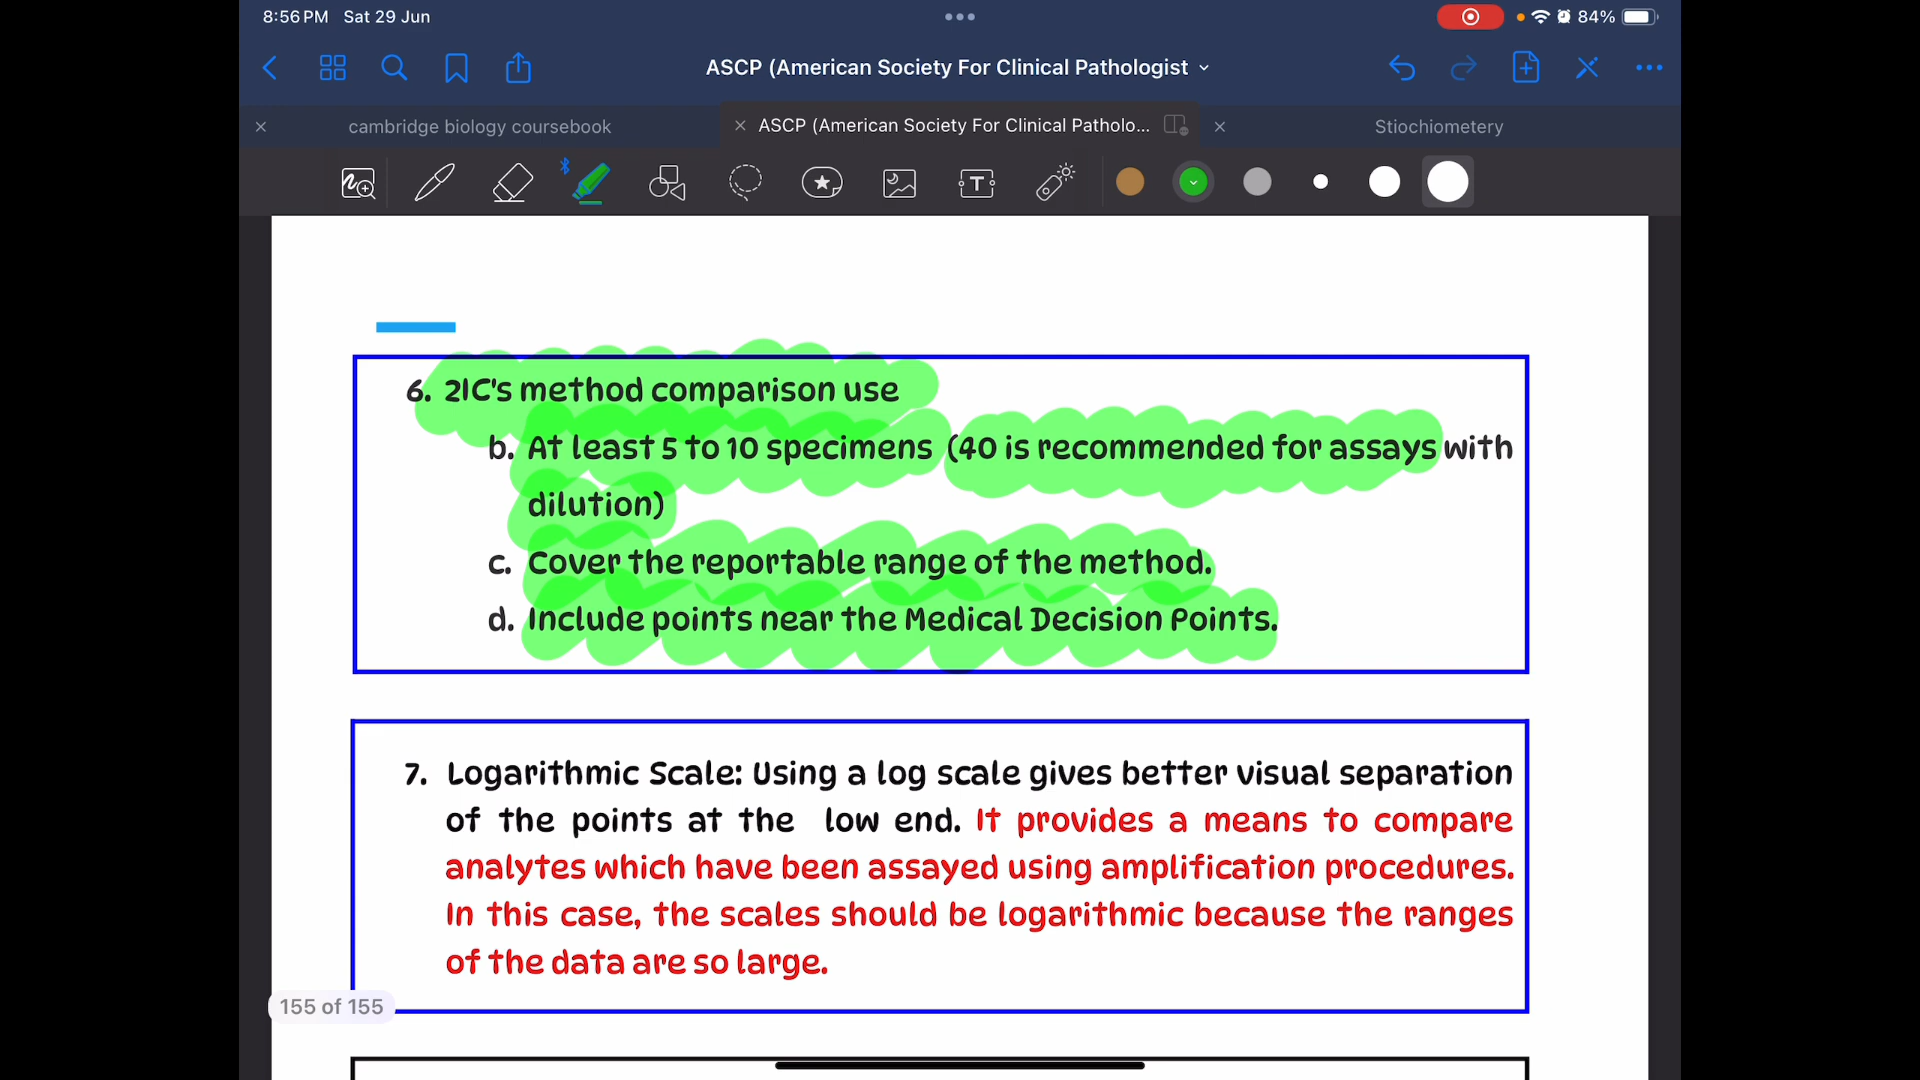 8:56 PM Sat 29 Jun
84%
ASCP (American Society For Clinical Pathologist
cambridge biology coursebook
ASCP (American Society For Clinical Patholo...
Stiochiometery
6. 2IC's method comparison use
b. At least 5 to 10 specimens (40 is recommended for assays with
dilution)
c. Cover the reportable range of the method.
d. Include points near the Medical Decision Points.
7. Logarithmic Scale: Using a log scale gives better visual separation
of the points at the low end. It provides a means to compare
analytes which have been assayed using amplification procedures.
In this case, the scales should be logarithmic because the ranges
of the data are so large.
155 of 155